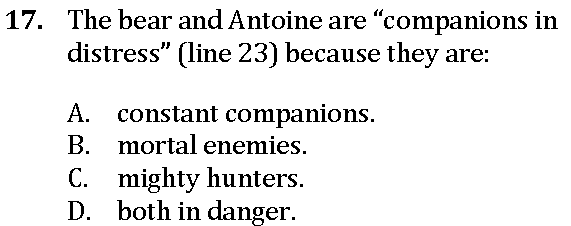 17. The bear and Antoine are “companions in
distress” (line 23) because they are:
A. constant companions.
B. mortal enemies.
C. mighty hunters.
D. both in danger.